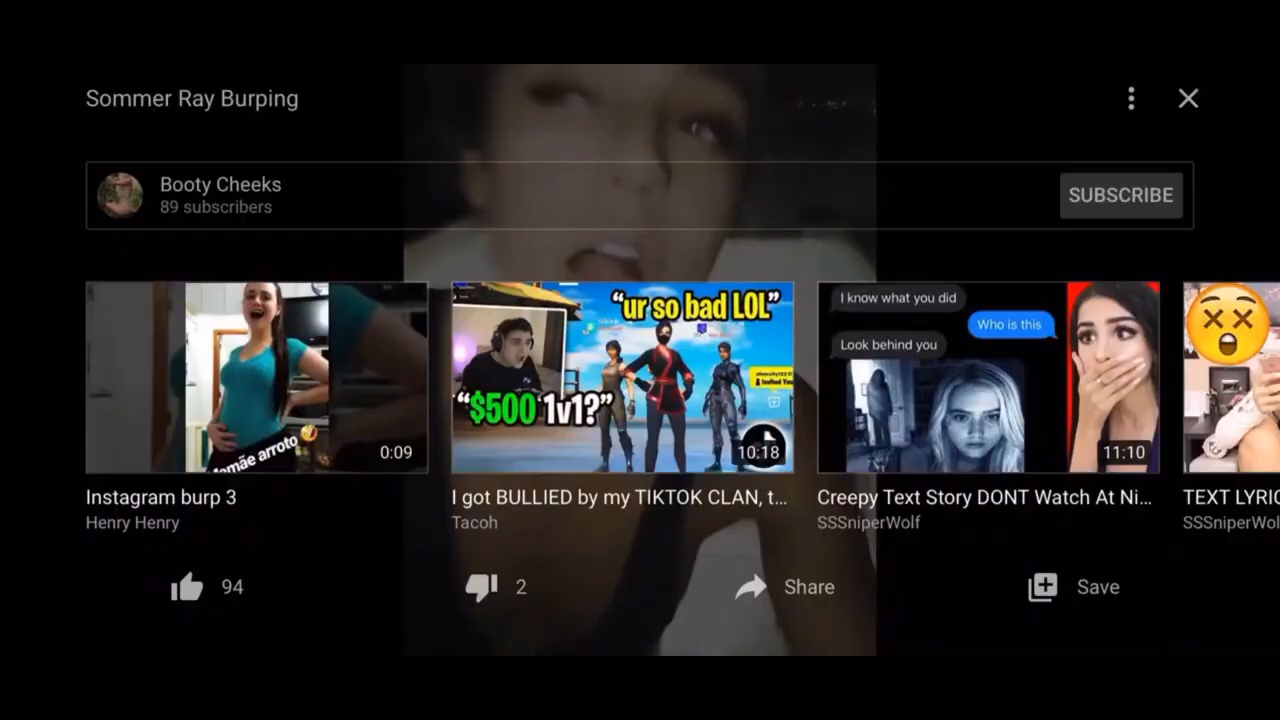 Sommer Ray Burping
Booty Cheeks
89 subscribers
SUBSCRIBE
amãe arroto
0:09
"ur so bad LOL"
"$500 1v1?"
10:18
I know what you did
Who is this
Look behind you
11:10
Instagram burp 3
Henry Henry
I got BULLIED by my TIKTOK CLAN, t...
Tacoh
Creepy Text Story DONT Watch At Ni...
SSSniperWolf
TEXT LYRIC
SSSniperWol
94
2
Share
Save